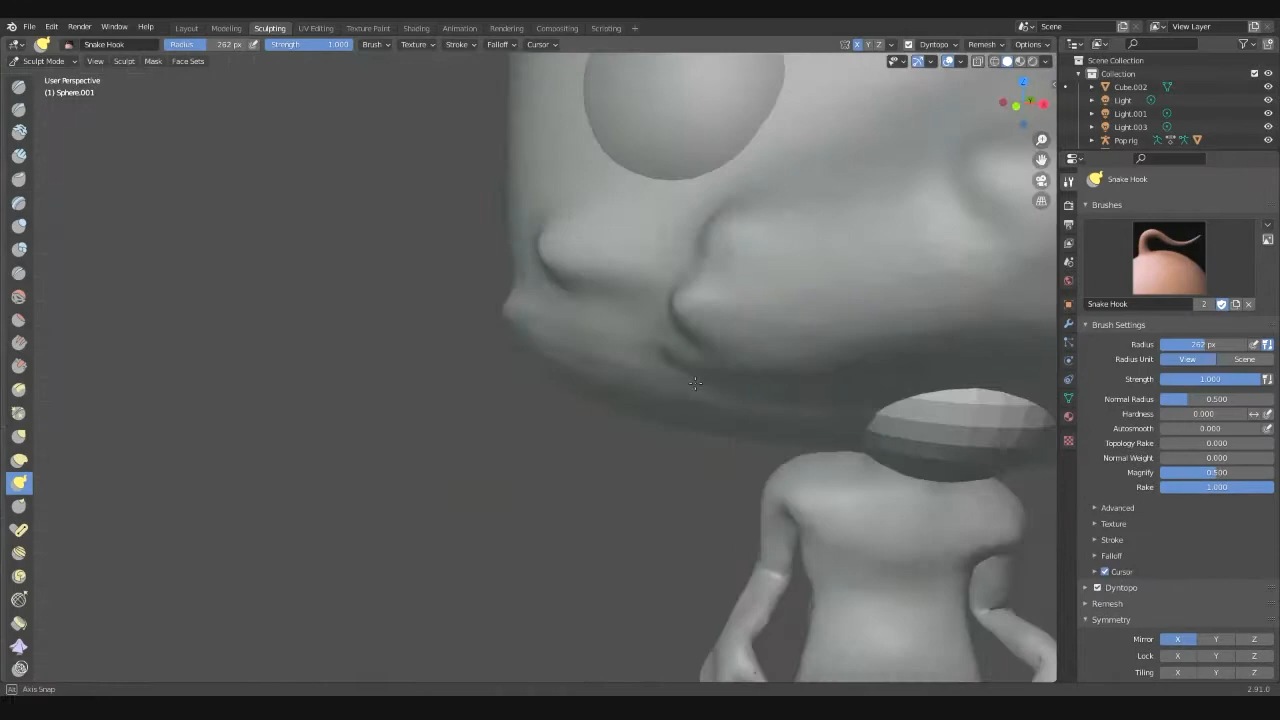 File Edit Render Window Help Layout Modeling Sculpting UV Editing Texture Paint Shading Animation Rendering Compositing Scripting + Scene View Layer
Snake Hook Radius 262 px Strength 1.000 Brush Texture Stroke Falloff Cursor X Y Z Dyntopo Remesh Options
Sculpt Mode View Sculpt Mask Face Sets
User Perspective
(1) Sphere.001
Scene Collection
Collection
Cube.002
Light
Light.001
Light.003
Pop rig
Snake Hook
Brushes
Snake Hook 2
Brush Settings
Radius 262 px
Radius Unit View Scene
Strength 1.000
Normal Radius 0.500
Hardness 0.000
Autosmooth 0.000
Topology Rake 0.000
Normal Weight 0.000
Magnify 0.500
Rake 1.000
Advanced
Texture
Stroke
Falloff
Cursor
Dyntopo
Remesh
Symmetry
Mirror X Y Z
Lock X Y Z
Tiling X Y Z
Alt Axis Snap 2.91.0